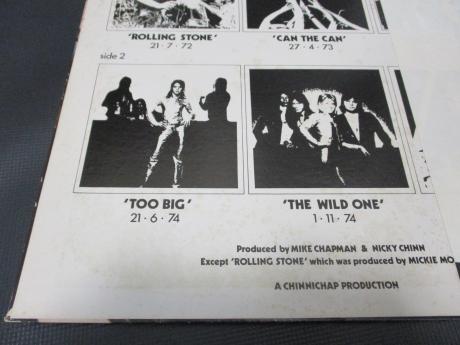 'ROLLING STONE' 'CAN THE CAN'
21·7·72 27·4·73
side 2
'TOO BIG' 'THE WILD ONE'
21·6·74 1·11·74
Produced by MIKE CHAPMAN & NICKY CHINN
Except 'ROLLING STONE' which was produced by MICKIE MO
A CHINNICHAP PRODUCTION